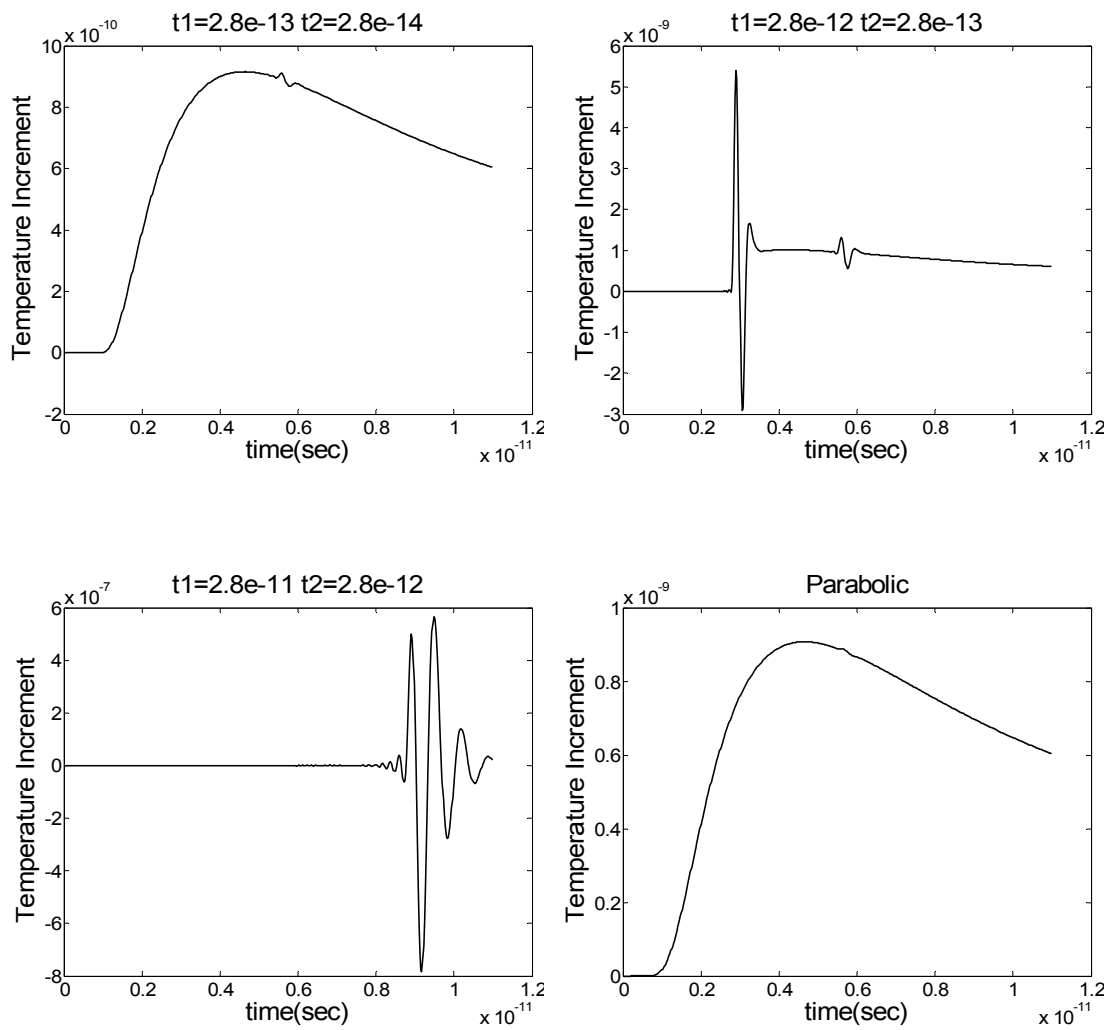 t1=2.8e-13 t2=2.8e-14
x 10-10
10
8
6
4
2
0
-2
Temperature Increment
0 0.2 0.4 0.6 0.8 1 1.2
time(sec)
x 10-11
t1=2.8e-12 t2=2.8e-13
x 10-9
6
5
4
3
2
1
0
-1
-2
-3
Temperature Increment
0 0.2 0.4 0.6 0.8 1 1.2
time(sec)
x 10-11
t1=2.8e-11 t2=2.8e-12
x 10-7
6
4
2
0
-2
-4
-6
-8
Temperature Increment
0 0.2 0.4 0.6 0.8 1 1.2
time(sec)
x 10-11
Parabolic
x 10-9
1
0.8
0.6
0.4
0.2
0
Temperature Increment
0 0.2 0.4 0.6 0.8 1 1.2
time(sec)
x 10-11